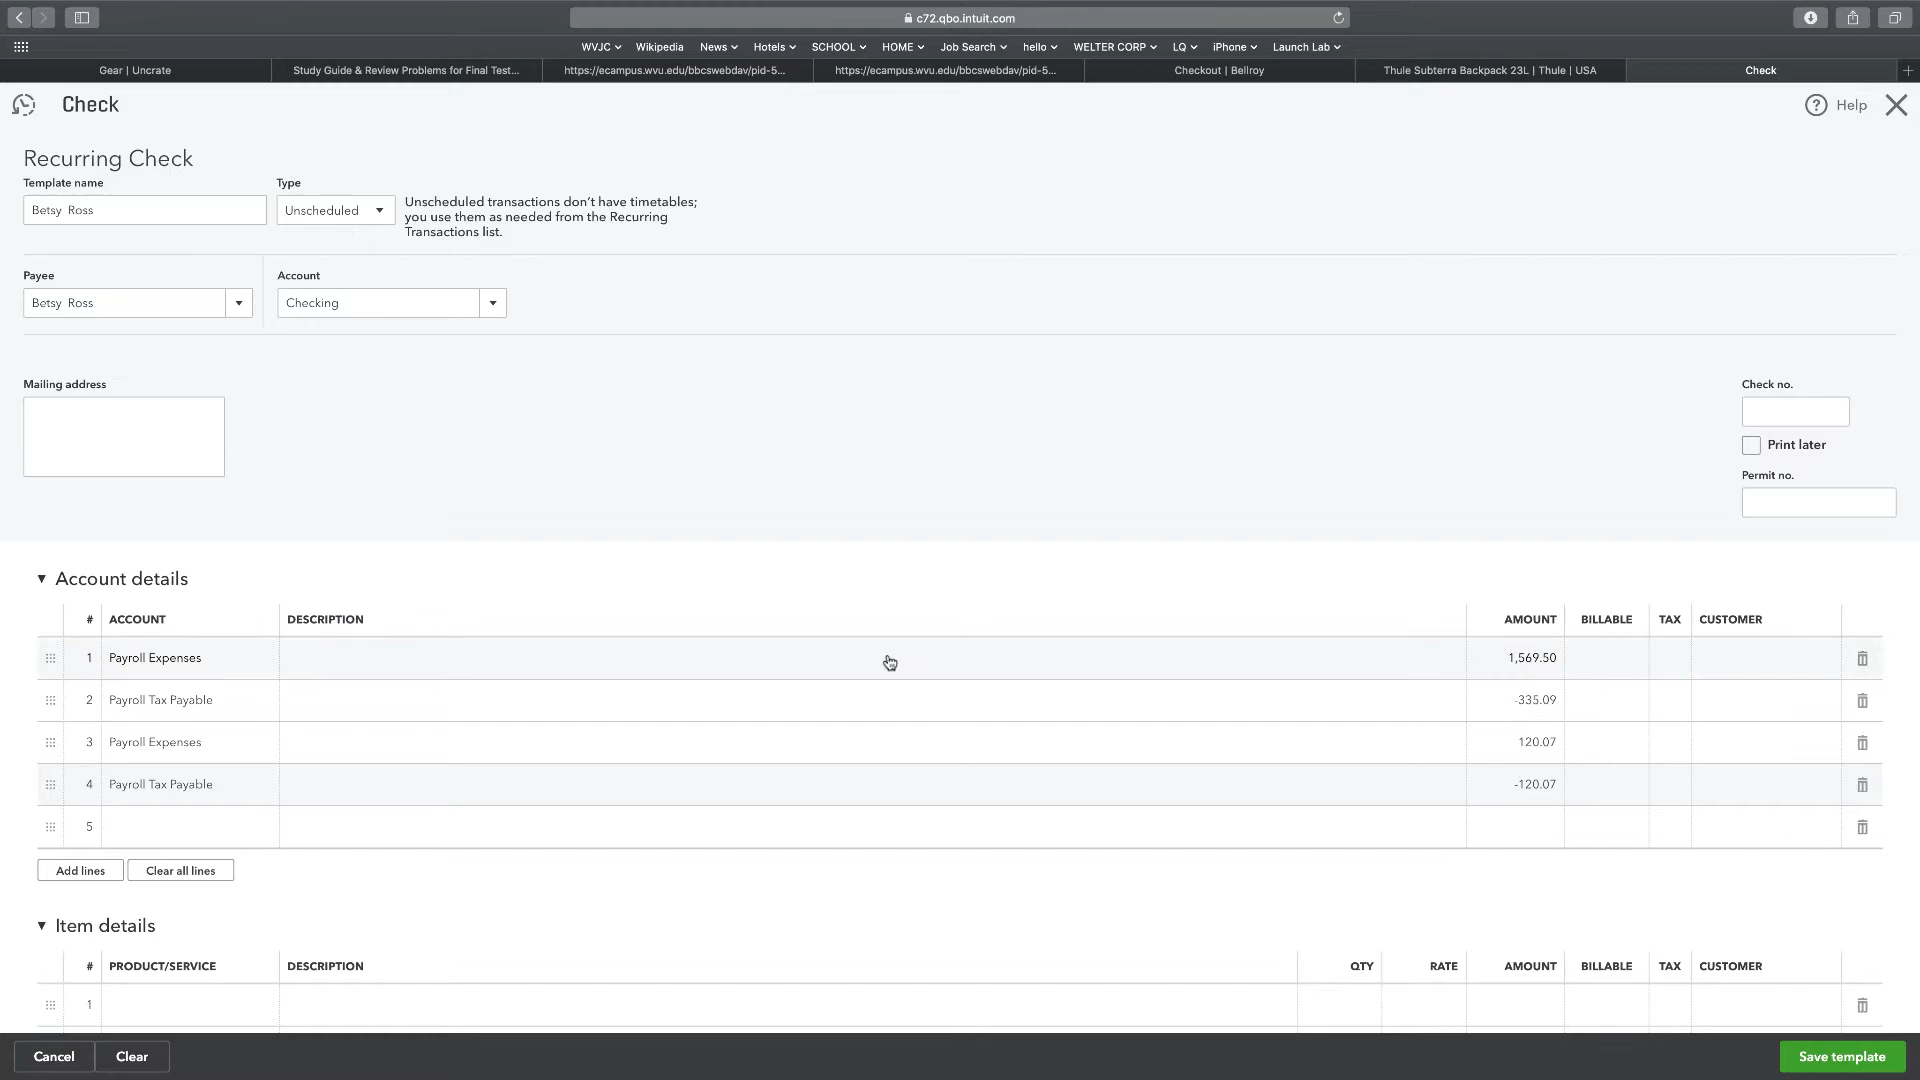 c72.qbo.intuit.com
WVJC Wikipedia News Hotels SCHOOL HOME Job Search hello WELTER CORP LQ iPhone Launch Lab
Gear | Uncrate Study Guide & Review Problems for Final Test... https://ecampus.wvu.edu/bbcswebdav/pid-5... https://ecampus.wvu.edu/bbcswebdav/pid-5... Checkout | Bellroy Thule Subterra Backpack 23L | Thule | USA Check
Check Help
Recurring Check
Template name Type
Betsy Ross Unscheduled
Unscheduled transactions don't have timetables;
you use them as needed from the Recurring
Transactions list.
Payee Account
Betsy Ross Checking
Mailing address Check no.
Print later
Permit no.
Account details
# ACCOUNT DESCRIPTION AMOUNT BILLABLE TAX CUSTOMER
1 Payroll Expenses 1,569.50
2 Payroll Tax Payable -335.09
3 Payroll Expenses 120.07
4 Payroll Tax Payable -120.07
5
Add lines Clear all lines
Item details
# PRODUCT/SERVICE DESCRIPTION QTY RATE AMOUNT BILLABLE TAX CUSTOMER
1
Cancel Clear Save template